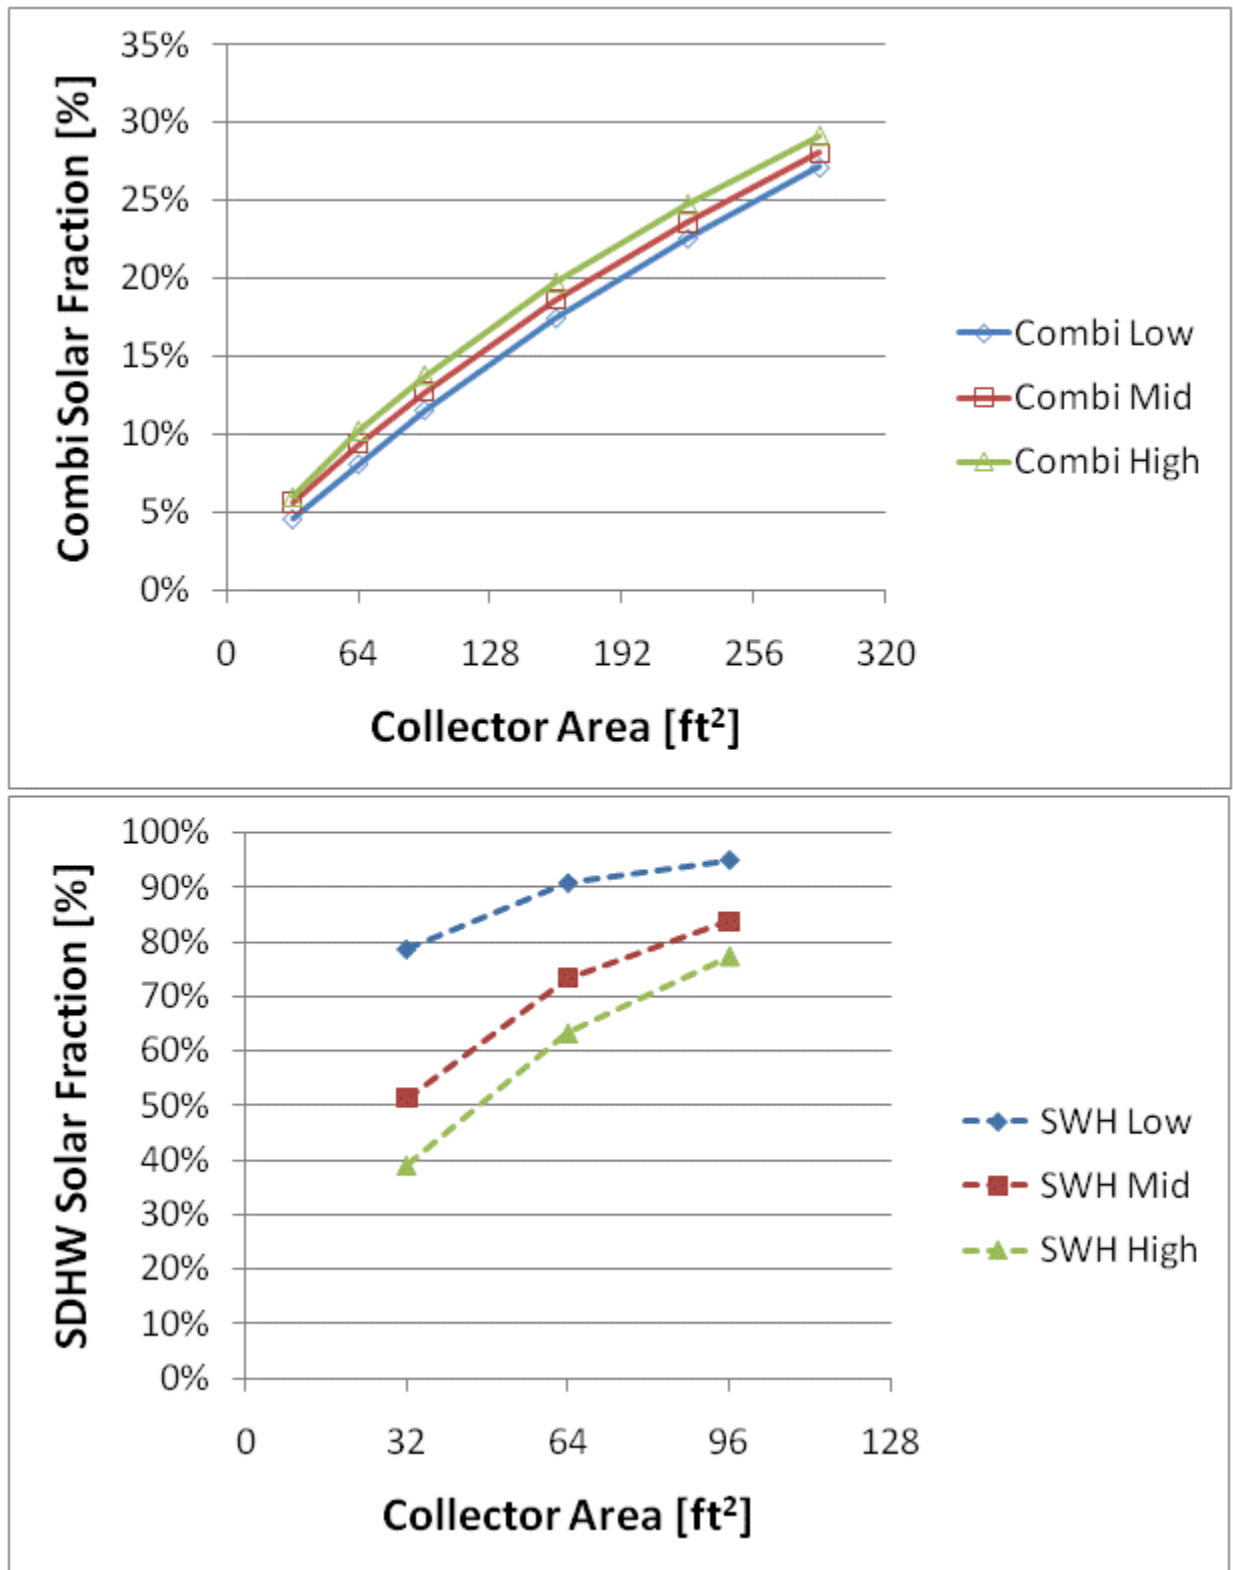 Combi Solar Fraction [%]
35%
30%
25%
20%
15%
10%
5%
0%
0 64 128 192 256 320
Collector Area [ft²]
Combi Low
Combi Mid
Combi High
SDHW Solar Fraction [%]
100%
90%
80%
70%
60%
50%
40%
30%
20%
10%
0%
0 32 64 96 128
Collector Area [ft²]
SWH Low
SWH Mid
SWH High